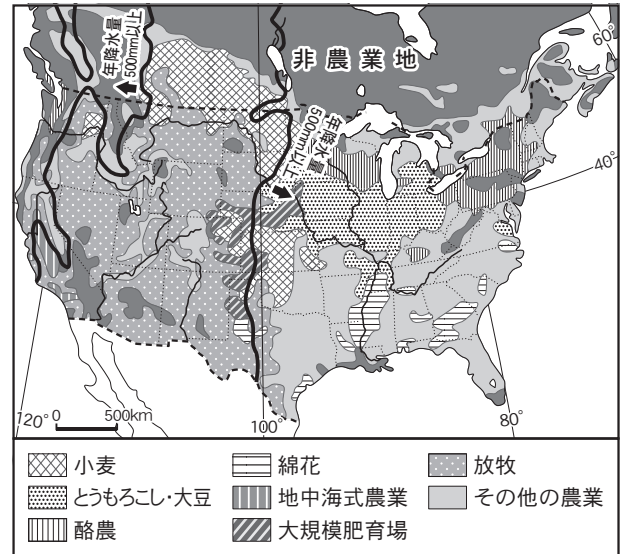 年降水量
500mm以上
非農業地
60°
年降水量
500mm以上
40°
120°
0 500km
100°
80°
小麦
綿花
放牧
とうもろこし・大豆
地中海式農業
その他の農業
酪農
大規模肥育場